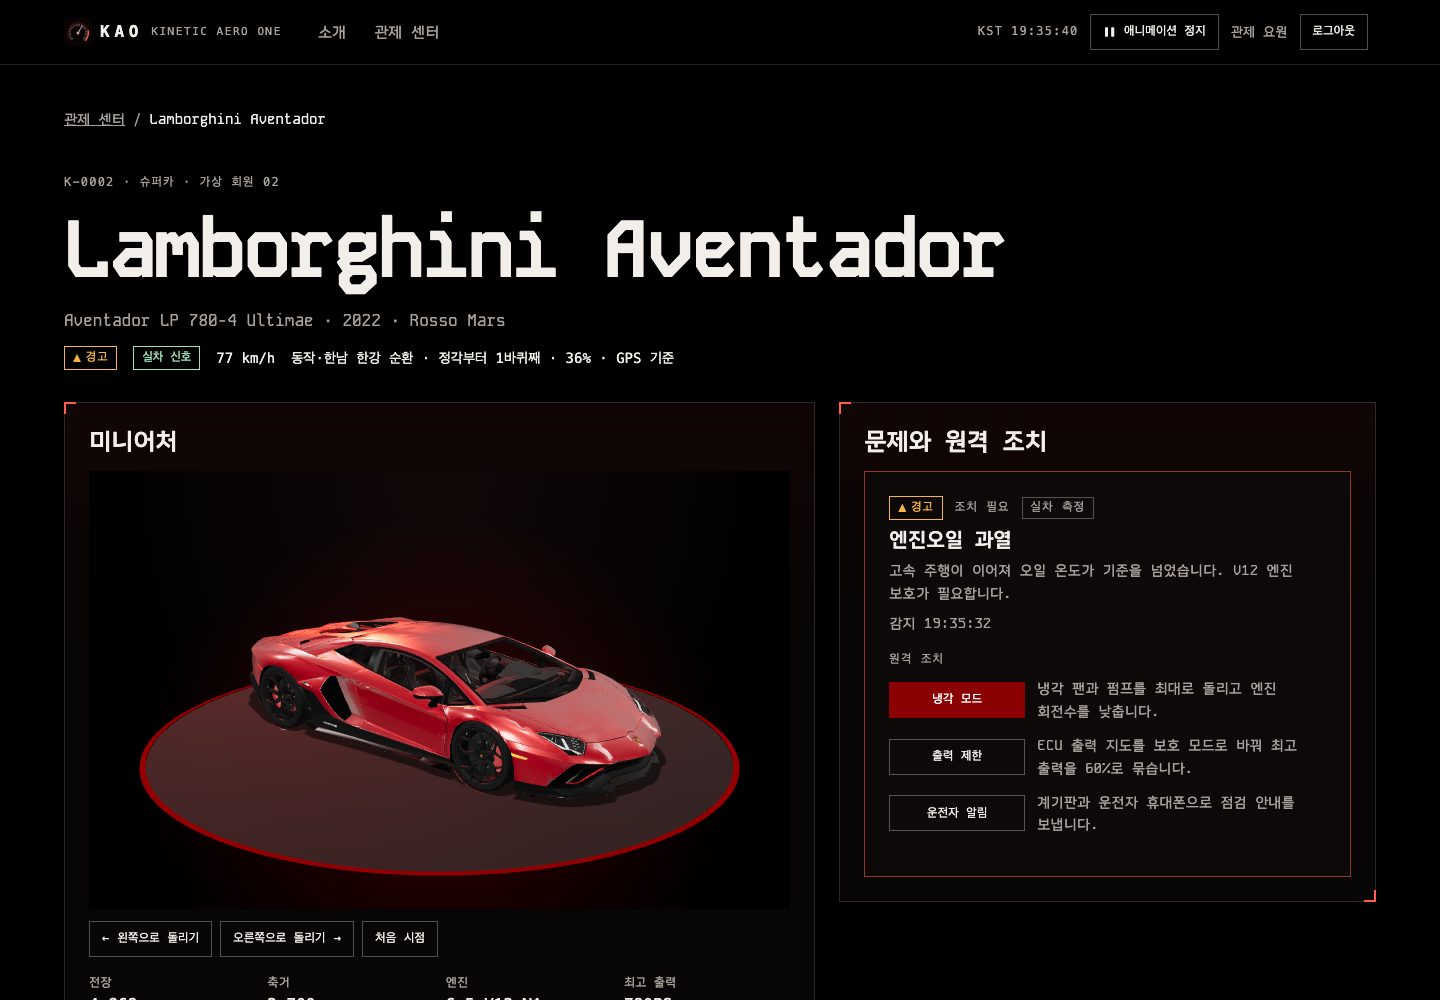 KAO KINETIC AERO ONE 소개 관제 센터 KST 19:35:40 애니메이션 정지 관제 요원 로그아웃
관제 센터 / Lamborghini Aventador
K-0002 · 슈퍼카 · 가상 회원 02
Lamborghini Aventador
Aventador LP 780-4 Ultimae · 2022 · Rosso Mars
▲ 경고 실차 신호 77 km/h 동작·한남 한강 순환 · 정각부터 1바퀴째 · 36% · GPS 기준
미니어처
← 왼쪽으로 돌리기 오른쪽으로 돌리기 → 처음 시점
전장 축거 엔진 최고 출력
문제와 원격 조치
▲ 경고 조치 필요 실차 측정
엔진오일 과열
고속 주행이 이어져 오일 온도가 기준을 넘었습니다. V12 엔진
보호가 필요합니다.
감지 19:35:32
원격 조치
냉각 모드 냉각 팬과 펌프를 최대로 돌리고 엔진
회전수를 낮춥니다.
출력 제한 ECU 출력 지도를 보호 모드로 바꿔 최고
출력을 60%로 묶습니다.
운전자 알림 계기판과 운전자 휴대폰으로 점검 안내를
보냅니다.